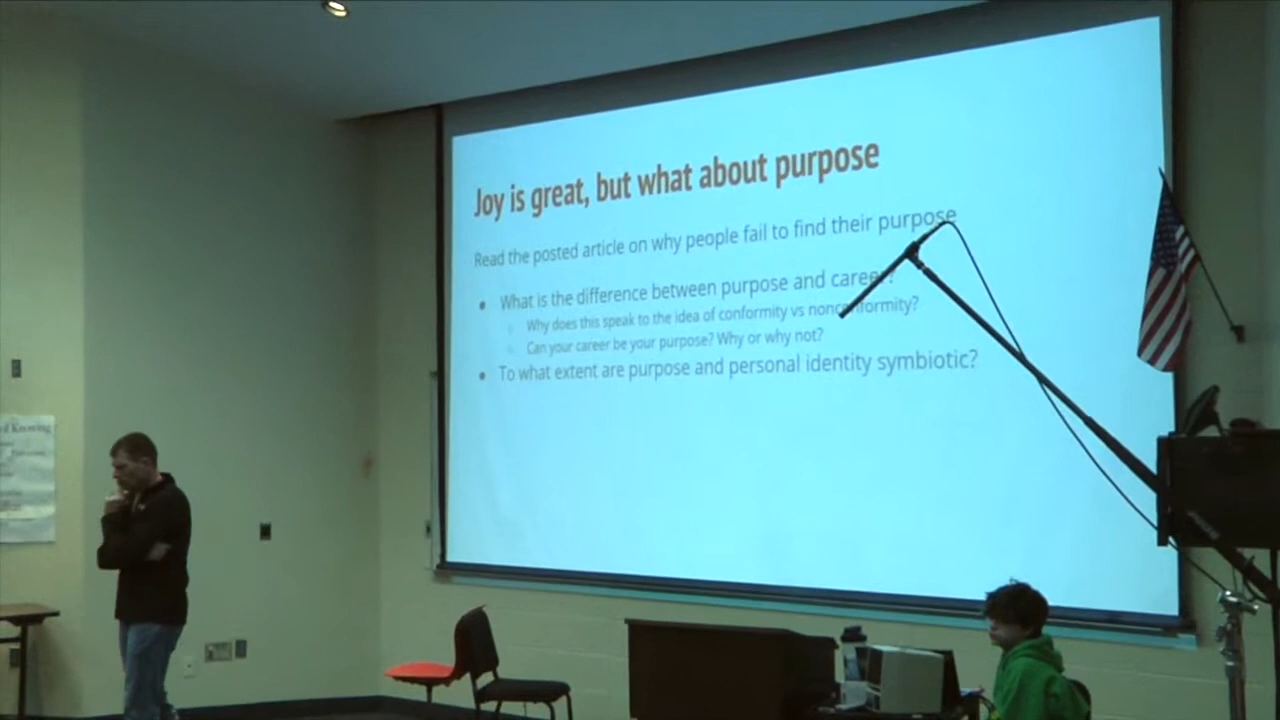 Joy is great, but what about purpose
Read the posted article on why people fail to find their purpose
What is the difference between purpose and career?
Why does this speak to the idea of conformity vs nonconformity?
Can your career be your purpose? Why or why not?
To what extent are purpose and personal identity symbiotic?
Knowing